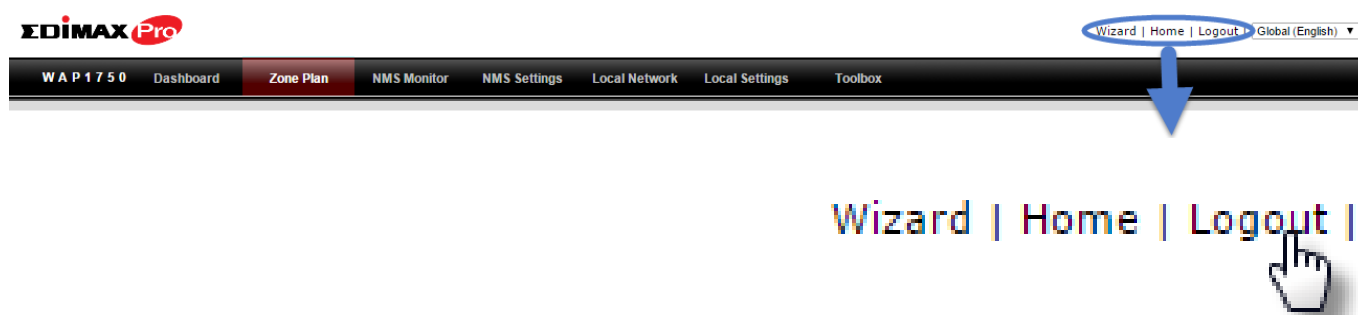 EDIMAX Pro
Wizard | Home | Logout | Global (English)
WAP1750 Dashboard Zone Plan NMS Monitor NMS Settings Local Network Local Settings Toolbox
Wizard | Home | Logout |